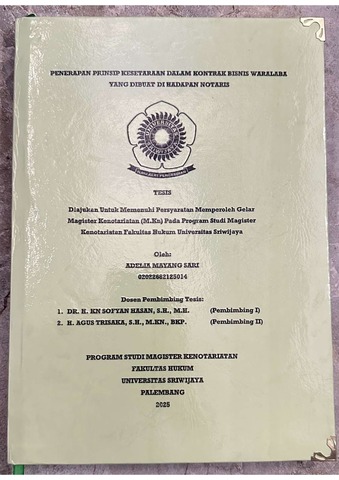 PENERAPAN PRINSIP KESETARAAN DALAM KONTRAK BISNIS WARALABA
YANG DIBUAT DI HADAPAN NOTARIS
TESIS
Diajukan Untuk Memenuhi Persyaratan Memperoleh Gelar
Magister Kenotariatan (M.Kn) Pada Program Studi Magister
Kenotariatan Fakultas Hukum Universitas Sriwijaya
Oleh:
ADELIA MAYANG SARI
02022682125014
Dosen Pembimbing Tesis:
1. DR. H. KN SOFYAN HASAN, S.H., M.H. (Pembimbing I)
2. H. AGUS TRISAKA, S.H., M.KN., BKP. (Pembimbing II)
PROGRAM STUDI MAGISTER KENOTARIATAN
FAKULTAS HUKUM
UNIVERSITAS SRIWIJAYA
PALEMBANG
2025